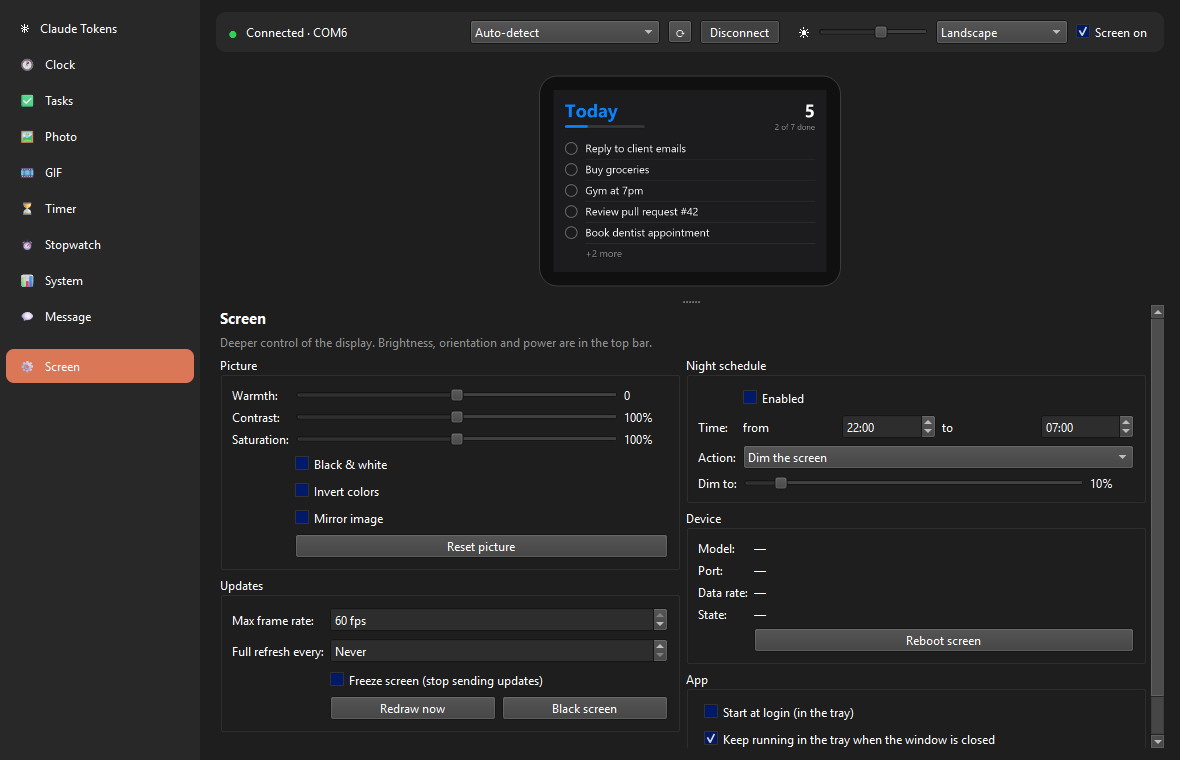 Claude Tokens
Clock
Tasks
Photo
GIF
Timer
Stopwatch
System
Message
Screen
Connected · COM6
Auto-detect
Disconnect
Landscape
Screen on
Today
5
2 of 7 done
Reply to client emails
Buy groceries
Gym at 7pm
Review pull request #42
Book dentist appointment
+2 more
Screen
Deeper control of the display. Brightness, orientation and power are in the top bar.
Picture
Warmth: 0
Contrast: 100%
Saturation: 100%
Black & white
Invert colors
Mirror image
Reset picture
Updates
Max frame rate: 60 fps
Full refresh every: Never
Freeze screen (stop sending updates)
Redraw now
Black screen
Night schedule
Enabled
Time: from 22:00 to 07:00
Action: Dim the screen
Dim to: 10%
Device
Model: —
Port: —
Data rate: —
State: —
Reboot screen
App
Start at login (in the tray)
Keep running in the tray when the window is closed